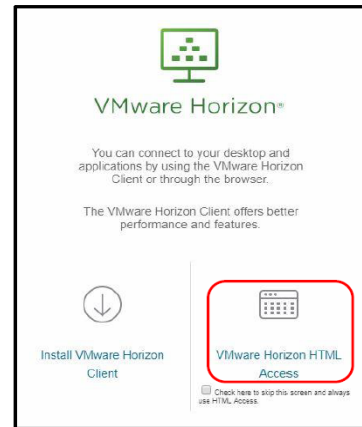 VMware Horizon®
You can connect to your desktop and
applications by using the VMware Horizon
Client or through the browser.
The VMware Horizon Client offers better
performance and features.
Install VMware Horizon
Client
VMware Horizon HTML
Access
Check here to skip this screen and always
use HTML Access.